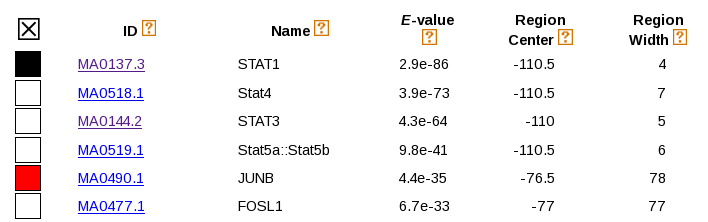 ID ? Name ? E-value ? Region Center ? Region Width ?
MA0137.3 STAT1 2.9e-86 -110.5 4
MA0518.1 Stat4 3.9e-73 -110.5 7
MA0144.2 STAT3 4.3e-64 -110 5
MA0519.1 Stat5a::Stat5b 9.8e-41 -110.5 6
MA0490.1 JUNB 4.4e-35 -76.5 78
MA0477.1 FOSL1 6.7e-33 -77 77